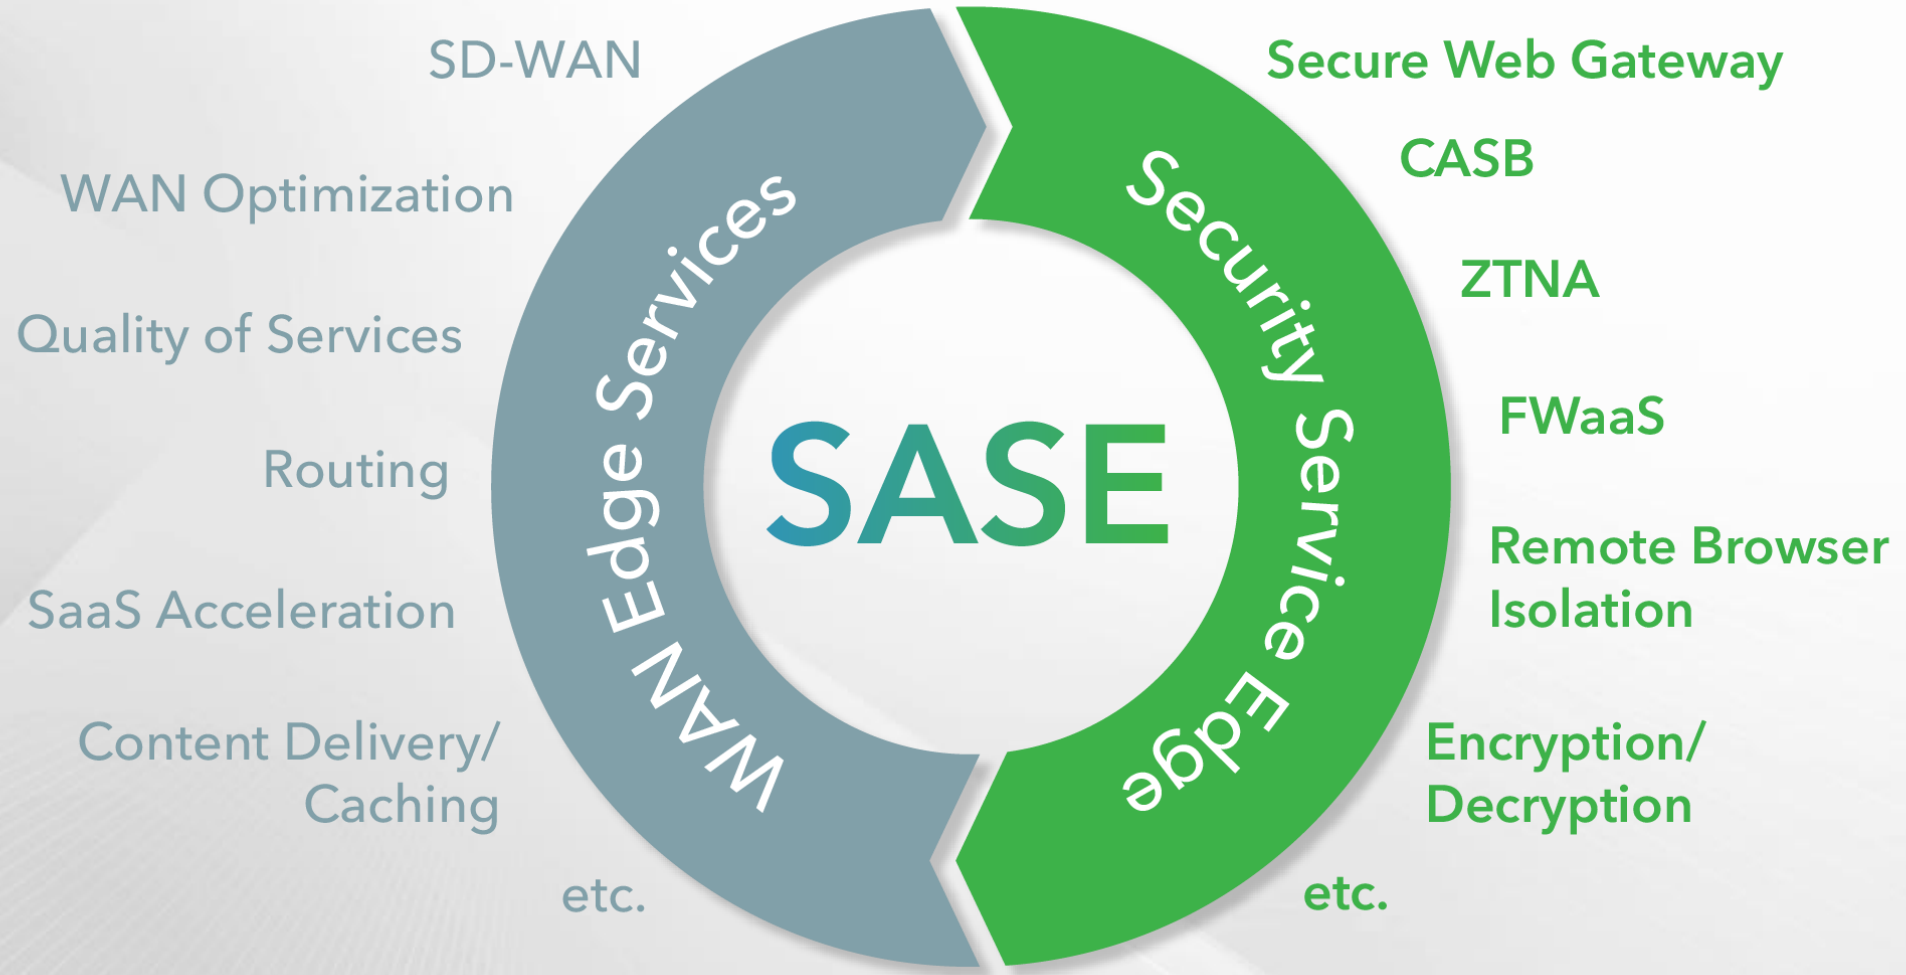 SD-WAN
WAN Optimization
Quality of Services
Routing
SaaS Acceleration
Content Delivery/
Caching
etc.
WAN Edge Services
SASE
Security Service Edge
Secure Web Gateway
CASB
ZTNA
FWaaS
Remote Browser
Isolation
Encryption/
Decryption
etc.